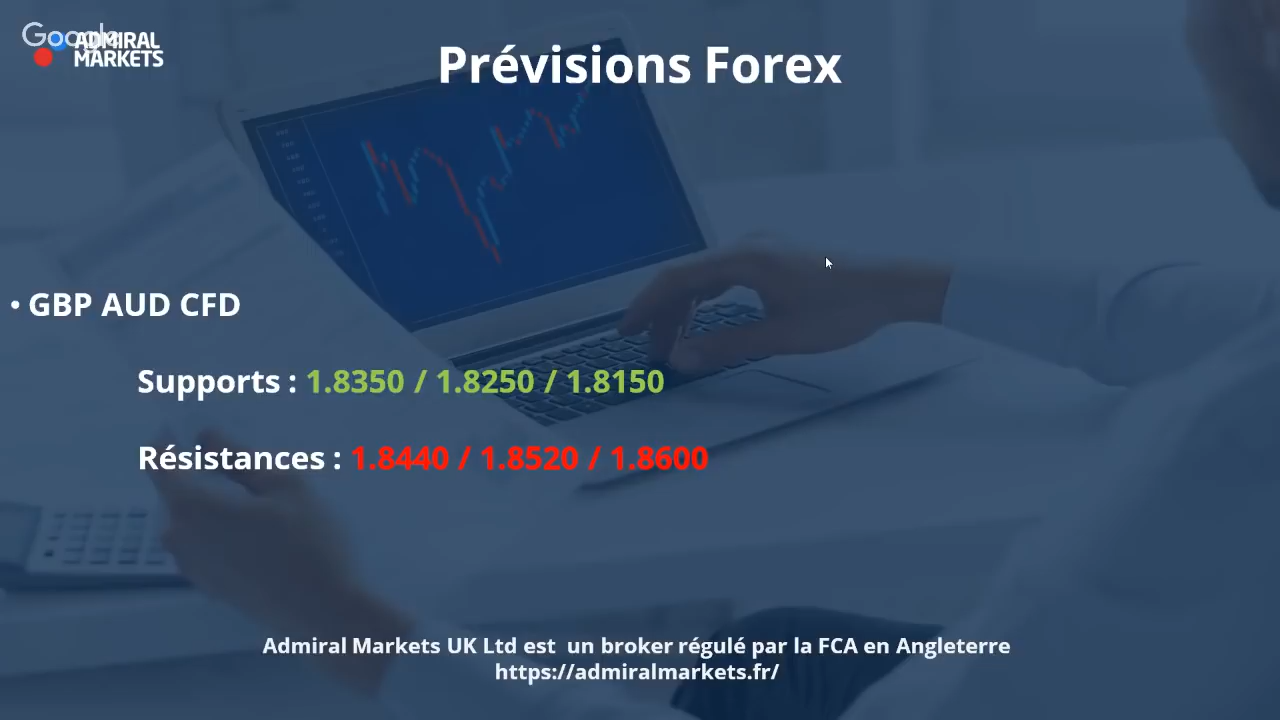 Google
ADMIRAL
MARKETS
Prévisions Forex
• GBP AUD CFD
Supports : 1.8350 / 1.8250 / 1.8150
Résistances : 1.8440 / 1.8520 / 1.8600
Admiral Markets UK Ltd est  un broker régulé par la FCA en Angleterre
https://admiralmarkets.fr/